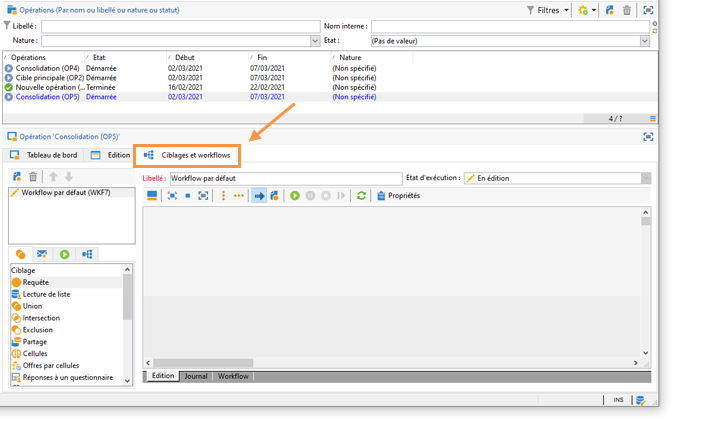 Opérations (Par nom ou libellé ou nature ou statut)
Filtres
Libellé :
Nom interne :
Nature :
Etat :
(Pas de valeur)
Opérations Etat Début Fin Nature
Consolidation (OP4) Démarrée 02/03/2021 07/03/2021 (Non spécifié)
Cible principale (OP2) Démarrée 02/03/2021 07/03/2021 (Non spécifié)
Nouvelle opération (... Terminée 16/02/2021 22/02/2021 (Non spécifié)
Consolidation (OP5) Démarrée 02/03/2021 07/03/2021 (Non spécifié)
4 / ?
Opération 'Consolidation (OP5)'
Tableau de bord
Edition
Ciblages et workflows
Libellé : Workflow par défaut
Etat d'exécution : En édition
Workflow par défaut (WKF7)
Propriétés
Ciblage
Requête
Lecture de liste
Union
Intersection
Exclusion
Partage
Cellules
Offres par cellules
Réponses à un questionnaire
Edition
Journal
Workflow
INS